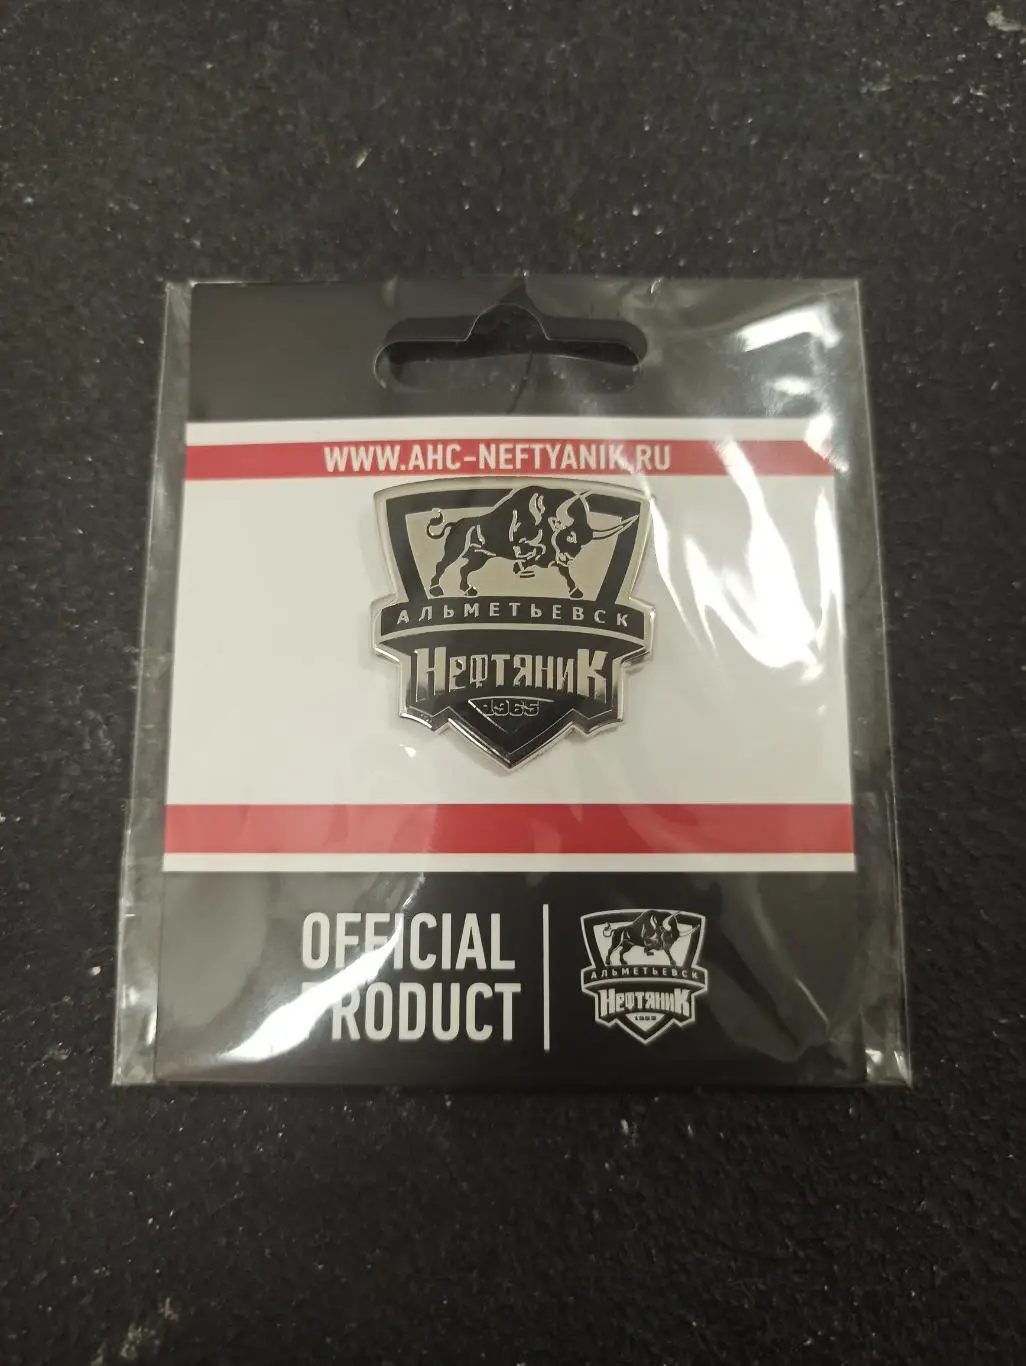 WWW.AHC-NEFTYANIK.RU
АЛЬМЕТЬЕВСК
НЕФТЯНИК
1965
OFFICIAL
PRODUCT
АЛЬМЕТЬЕВСК
НЕФТЯНИК